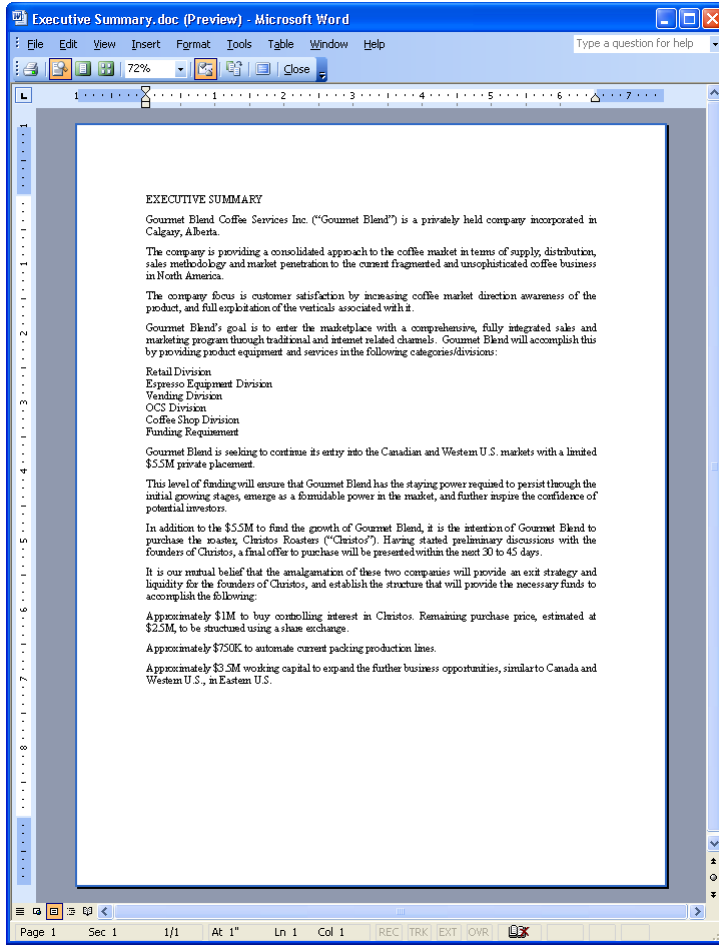 Executive Summary.doc (Preview) - Microsoft Word
File Edit View Insert Format Tools Table Window Help Type a question for help
72% Close
1 1 2 3 4 5 6 7
EXECUTIVE SUMMARY
Gourmet Blend Coffee Services Inc. (“Gourmet Blend”) is a privately held company incorporated in
Calgary, Alberta.
The company is providing a consolidated approach to the coffee market in terms of supply, distribution,
sales methodology and market penetration to the current fragmented and unsophisticated coffee business
in North America.
The company focus is customer satisfaction by increasing coffee market direction awareness of the
product, and full exploitation of the verticals associated with it.
Gourmet Blend’s goal is to enter the marketplace with a comprehensive, fully integrated sales and
marketing program through traditional and internet related channels. Gourmet Blend will accomplish this
by providing product equipment and services in the following categories/divisions:
Retail Division
Espresso Equipment Division
Vending Division
OCS Division
Coffee Shop Division
Funding Requirement
Gourmet Blend is seeking to continue its entry into the Canadian and Western U.S. markets with a limited
$5.5M private placement.
This level of funding will ensure that Gourmet Blend has the staying power required to persist through the
initial growing stages, emerge as a formidable power in the market, and further inspire the confidence of
potential investors.
In addition to the $5.5M to fund the growth of Gourmet Blend, it is the intention of Gourmet Blend to
purchase the roaster, Christos Roasters (“Christos”). Having started preliminary discussions with the
founders of Christos, a final offer to purchase will be presented within the next 30 to 45 days.
It is our mutual belief that the amalgamation of these two companies will provide an exit strategy and
liquidity for the founders of Christos, and establish the structure that will provide the necessary funds to
accomplish the following:
Approximately $1M to buy controlling interest in Christos. Remaining purchase price, estimated at
$2.5M, to be structured using a share exchange.
Approximately $750K to automate current packing production lines.
Approximately $3.5M working capital to expand the further business opportunities, similar to Canada and
Western U.S., in Eastern U.S.
1
1
2
3
4
5
6
7
8
Page 1 Sec 1 1/1 At 1" Ln 1 Col 1 REC TRK EXT OVR